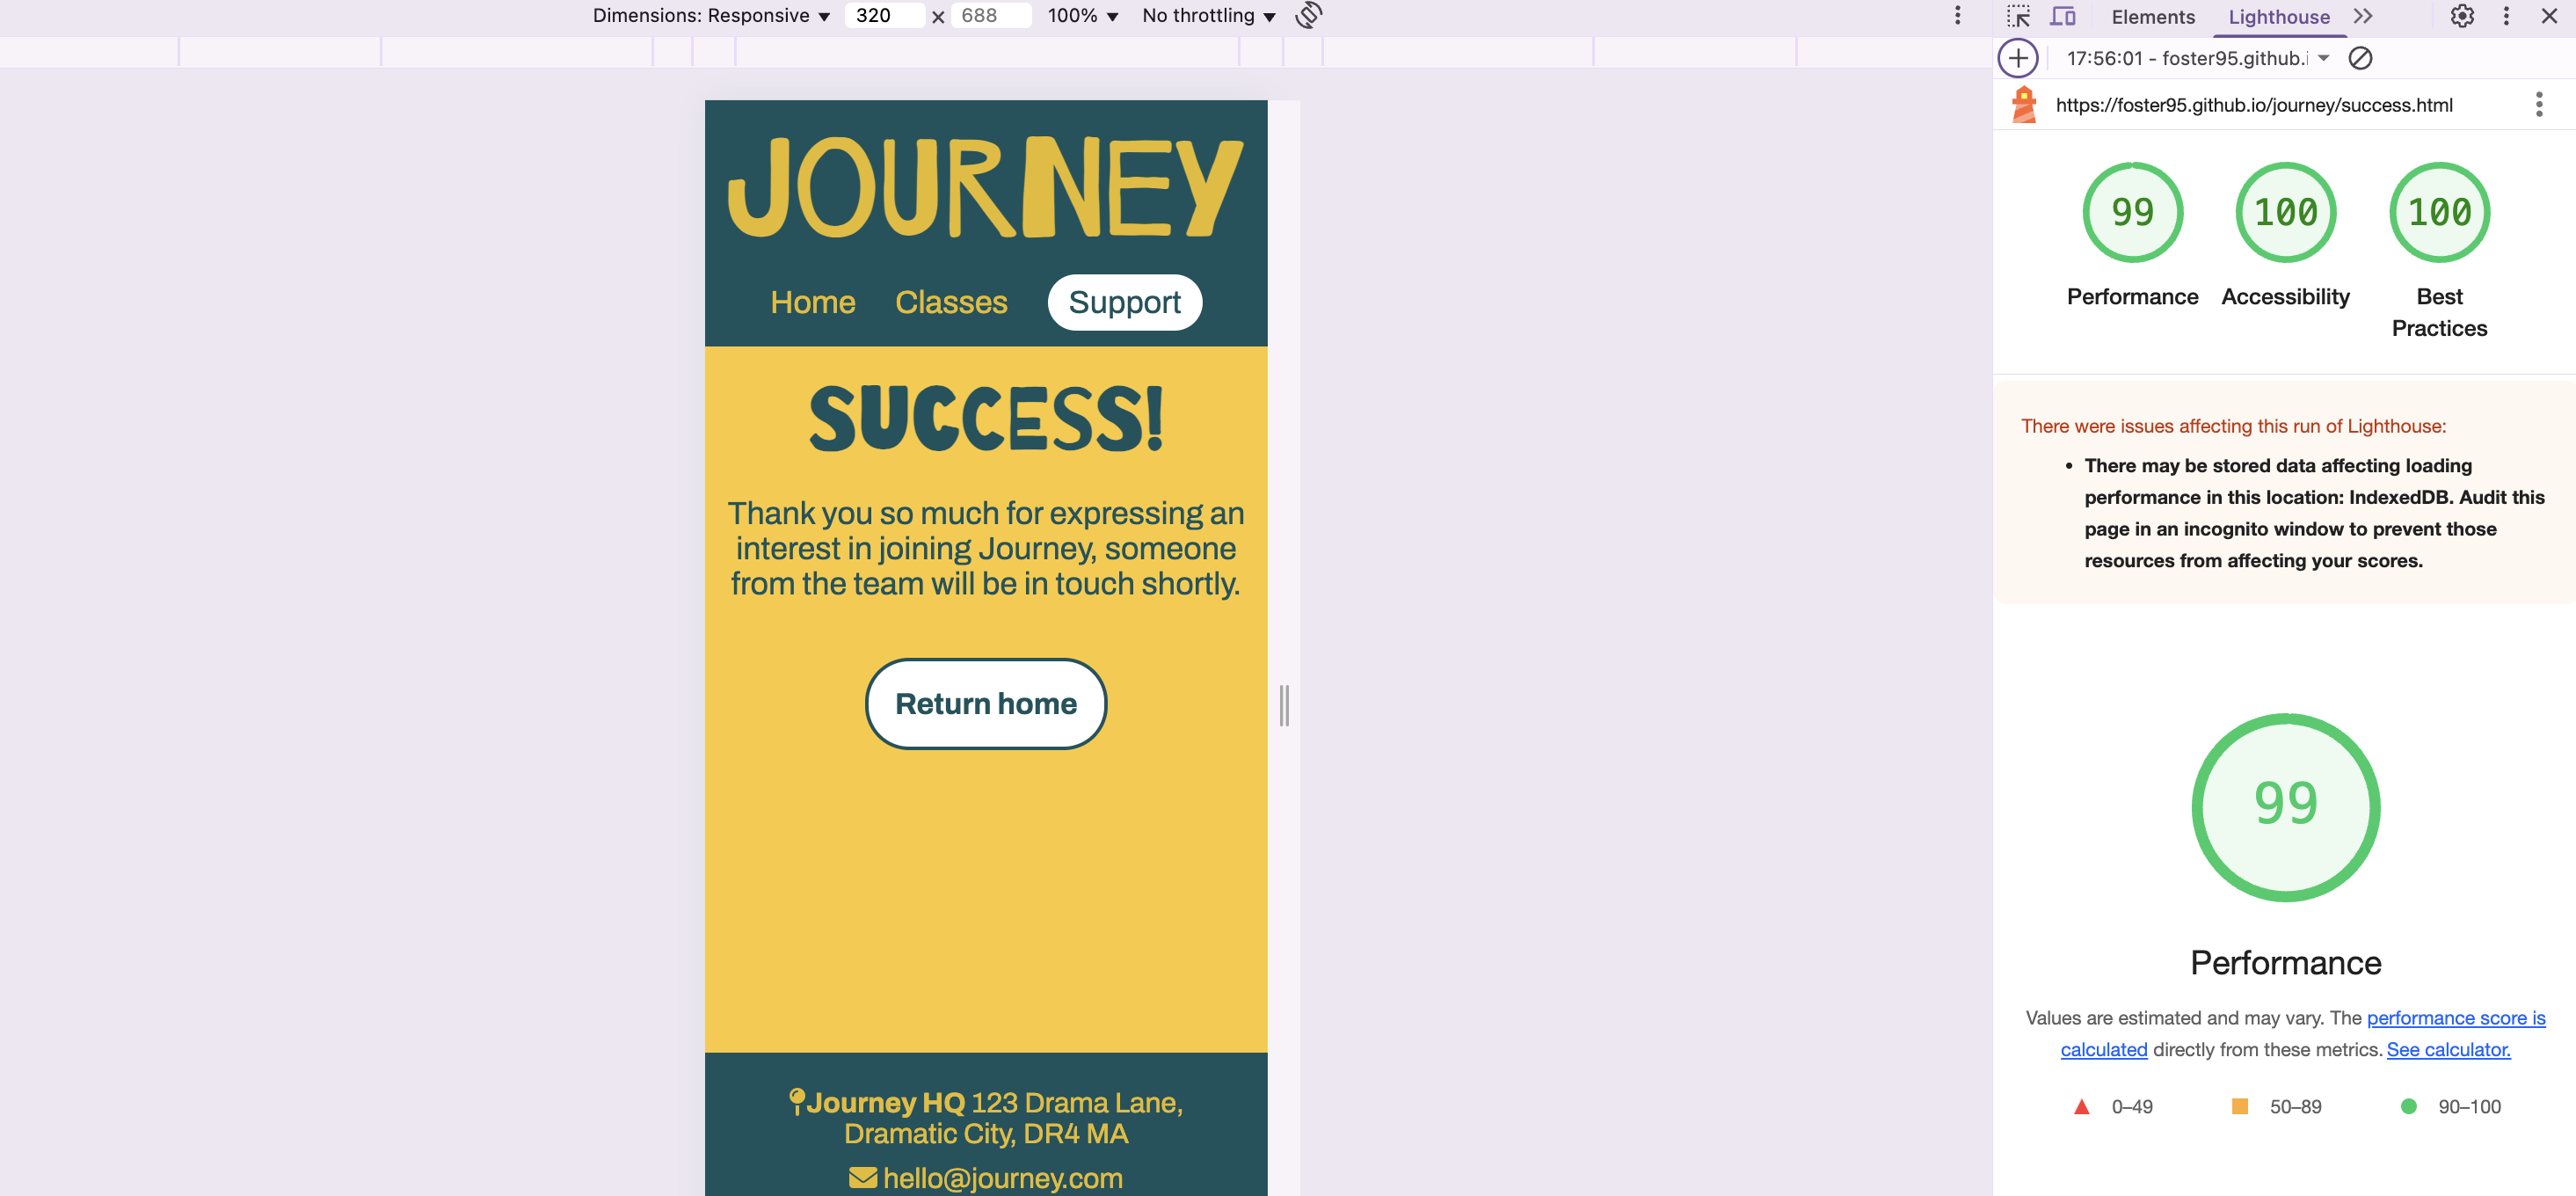 Dimensions: Responsive ▼ 320 × 688 100% ▼ No throttling ▼
Elements Lighthouse
17:56:01 - foster95.github.i
https://foster95.github.io/journey/success.html
JOURNEY
Home Classes Support
SUCCESS!
Thank you so much for expressing an
interest in joining Journey, someone
from the team will be in touch shortly.
Return home
Journey HQ 123 Drama Lane,
Dramatic City, DR4 MA
hello@journey.com
99 100 100
Performance Accessibility Best
Practices
There were issues affecting this run of Lighthouse:
• There may be stored data affecting loading
performance in this location: IndexedDB. Audit this
page in an incognito window to prevent those
resources from affecting your scores.
99
Performance
Values are estimated and may vary. The performance score is
calculated directly from these metrics. See calculator.
0–49 50–89 90–100